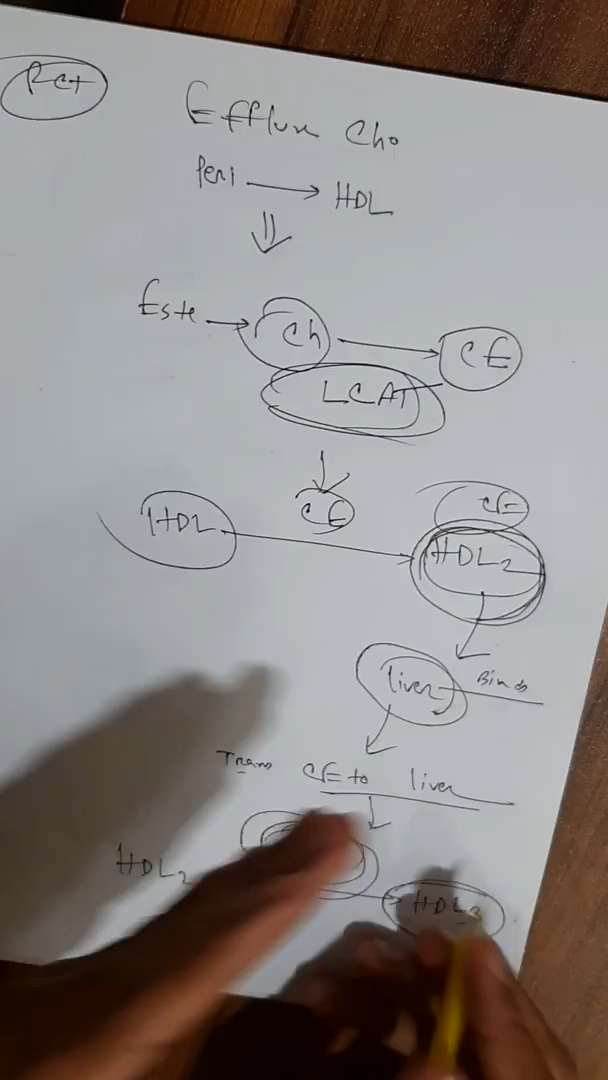 RCT
Efflux Cho
Peri → HDL
Este → Ch → CE
LCAT
CE
CE
HDL → HDL2
liver Binds
Trans CE to liver
HDL2 → HDL3